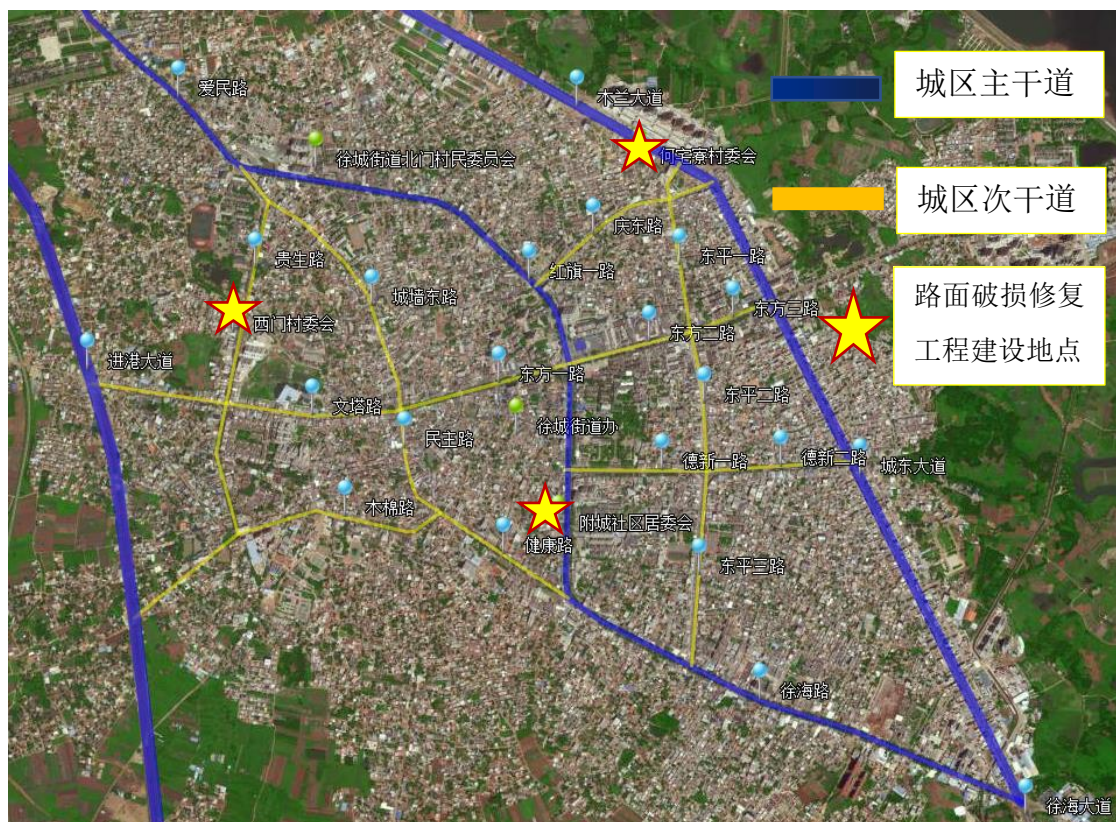 爱民路
木兰大道
城区主干道
徐城街道北门村民委员会
何宅寮村委会
城区次干道
庆东路
贵生路
东平一路
红旗一路
城墙东路
路面破损修复
工程建设地点
东方三路
西门村委会
东方二路
进港大道
东方一路
东平二路
文塔路
徐城街道办
民主路
德新一路
德新二路
城东大道
木棉路
附城社区居委会
健康路
东平三路
徐海路
徐海大道